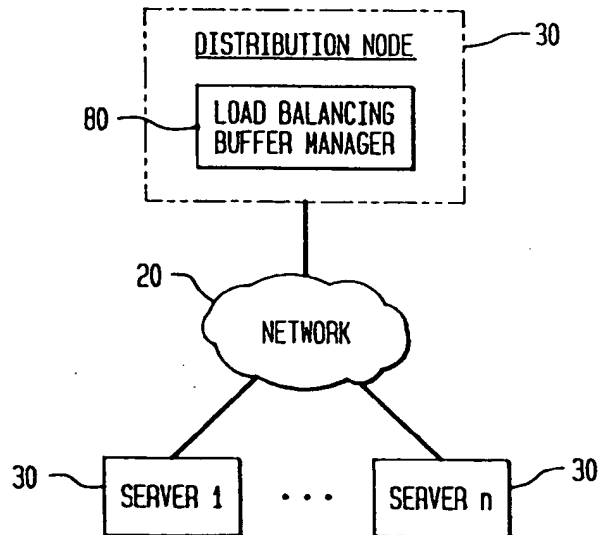 DISTRIBUTION NODE
30
80
LOAD BALANCING
BUFFER MANAGER
20
NETWORK
30
SERVER 1
...
SERVER n
30